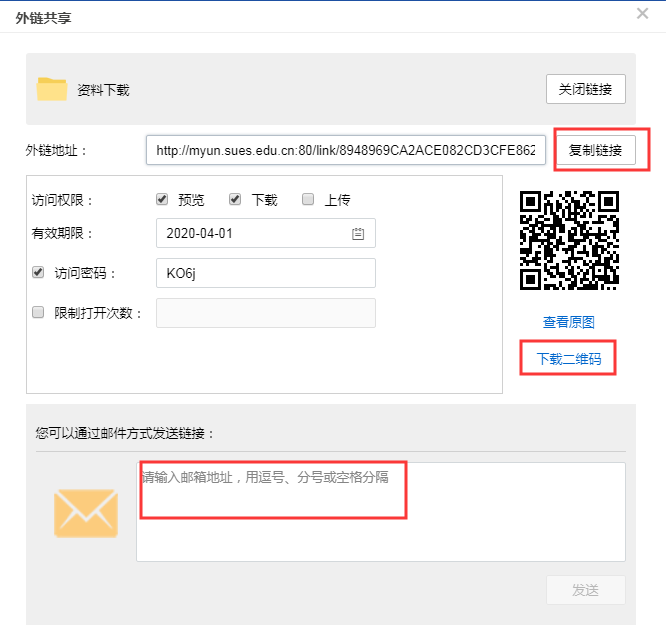 外链共享
资料下载
关闭链接
外链地址：
http://myun.sues.edu.cn:80/link/8948969CA2ACE082CD3CFE862
复制链接
访问权限：
预览
下载
上传
有效期限：
2020-04-01
访问密码：
KO6j
限制打开次数：
查看原图
下载二维码
您可以通过邮件方式发送链接：
请输入邮箱地址，用逗号、分号或空格分隔
发送